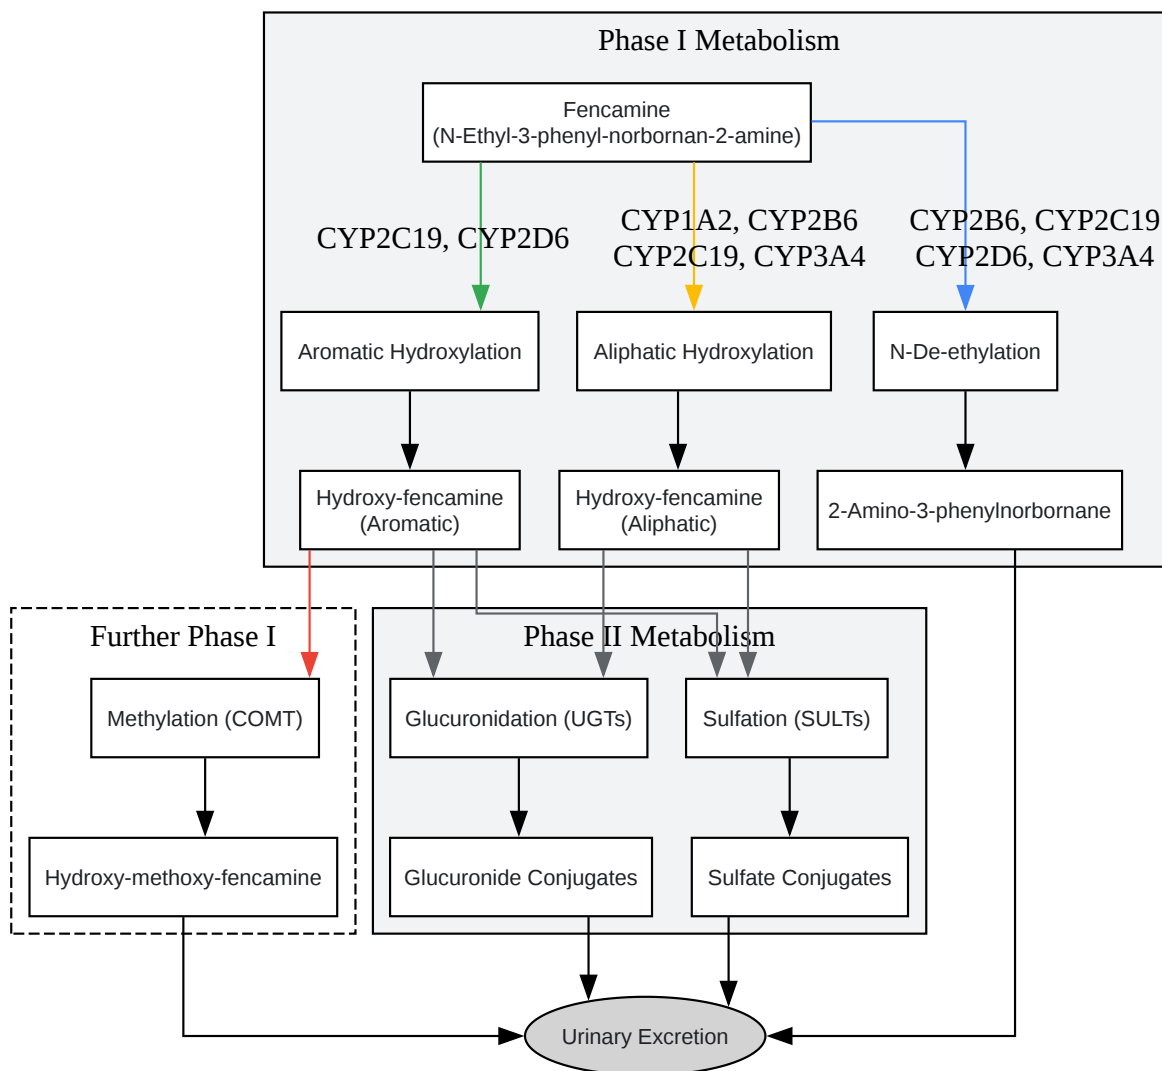 Phase I Metabolism
Fencamine
(N-Ethyl-3-phenyl-norbornan-2-amine)
CYP2C19, CYP2D6
CYP1A2, CYP2B6
CYP2C19, CYP3A4
CYP2B6, CYP2C19
CYP2D6, CYP3A4
Aromatic Hydroxylation
Aliphatic Hydroxylation
N-De-ethylation
Hydroxy-fencamine
(Aromatic)
Hydroxy-fencamine
(Aliphatic)
2-Amino-3-phenylnorbornane
Further Phase I
Phase II Metabolism
Methylation (COMT)
Glucuronidation (UGTs)
Sulfation (SULTs)
Hydroxy-methoxy-fencamine
Glucuronide Conjugates
Sulfate Conjugates
Urinary Excretion